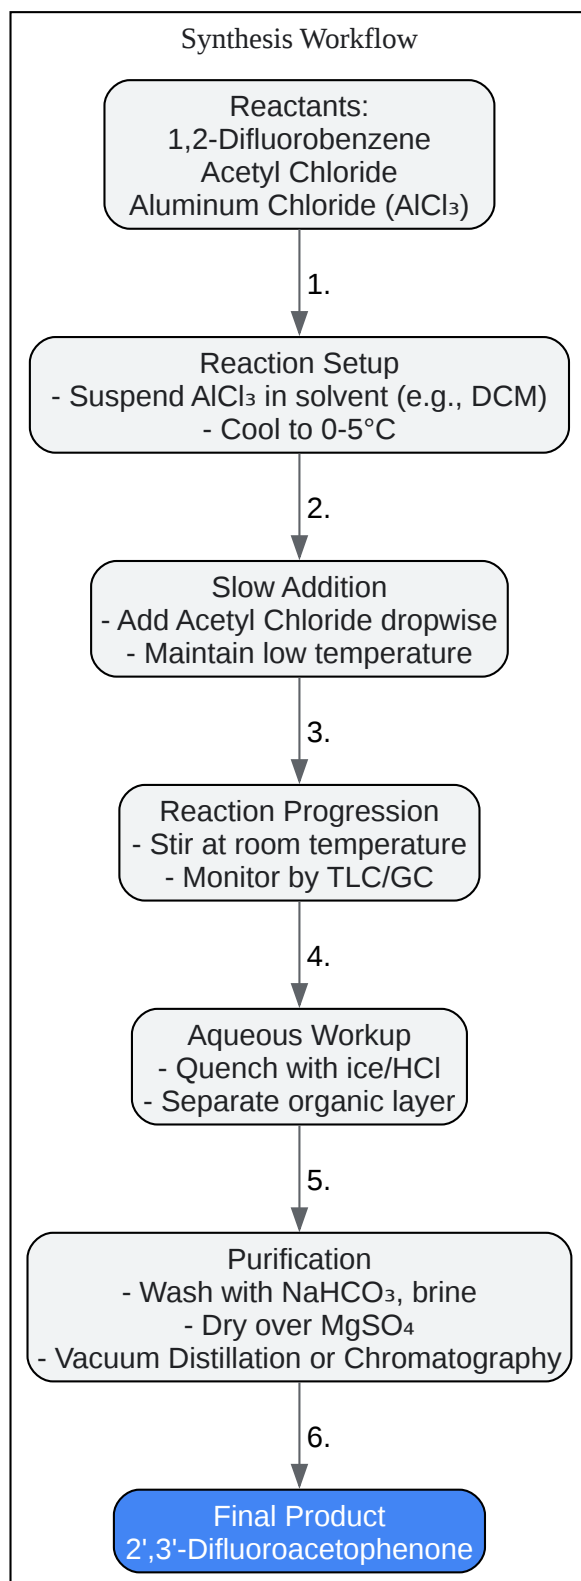 Synthesis Workflow
Reactants:
1,2-Difluorobenzene
Acetyl Chloride
Aluminum Chloride (AlCl₃)
1.
Reaction Setup
- Suspend AlCl₃ in solvent (e.g., DCM)
- Cool to 0-5°C
2.
Slow Addition
- Add Acetyl Chloride dropwise
- Maintain low temperature
3.
Reaction Progression
- Stir at room temperature
- Monitor by TLC/GC
4.
Aqueous Workup
- Quench with ice/HCl
- Separate organic layer
5.
Purification
- Wash with NaHCO₃, brine
- Dry over MgSO₄
- Vacuum Distillation or Chromatography
6.
Final Product
2',3'-Difluoroacetophenone